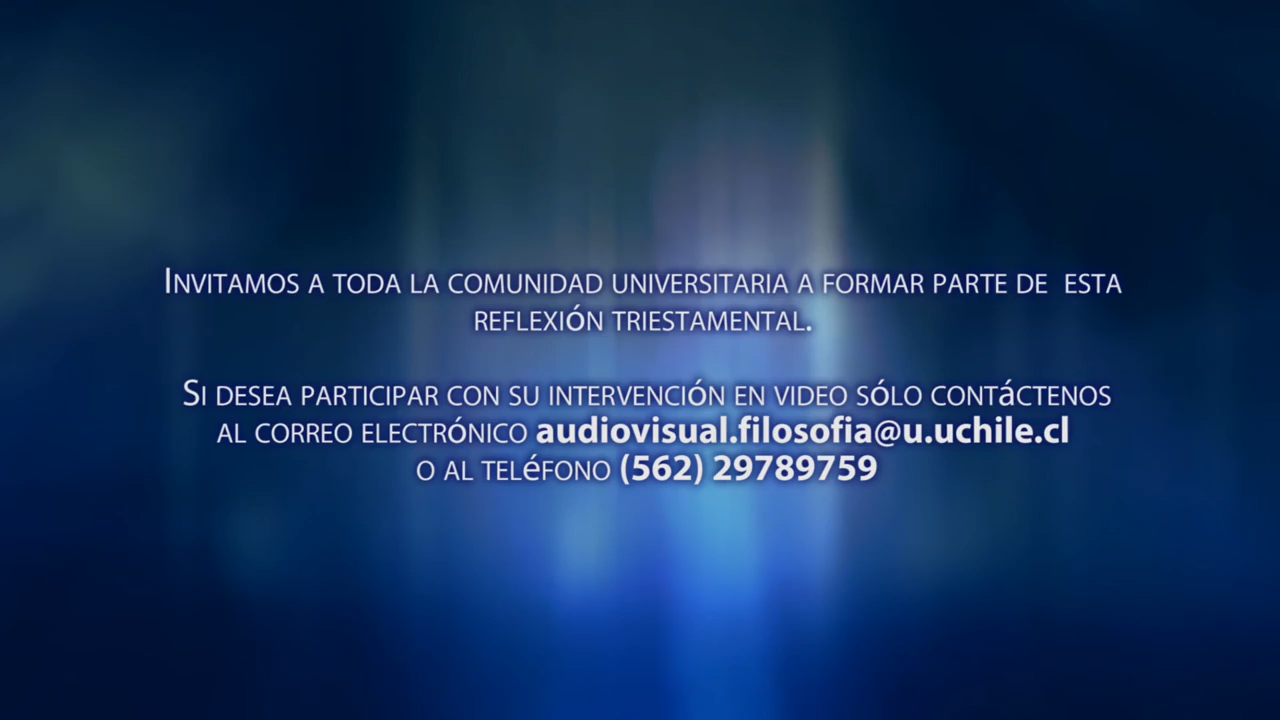 Invitamos a toda la comunidad universitaria a formar parte de  esta
reflexión triestamental.
Si desea participar con su intervención en video sólo contáctenos
al correo electrónico audiovisual.filosofia@u.uchile.cl
o al teléfono (562) 29789759